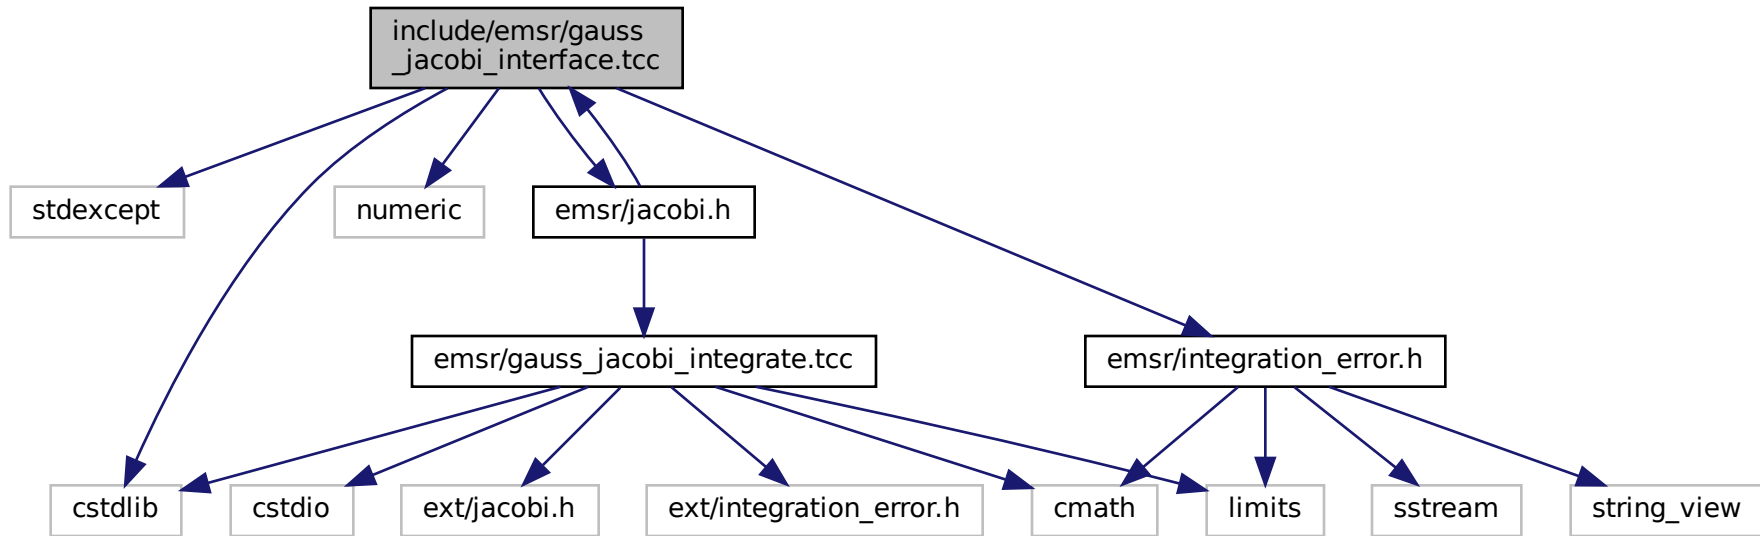 include/emsr/gauss
_jacobi_interface.tcc
stdexcept
numeric
emsr/jacobi.h
emsr/gauss_jacobi_integrate.tcc
emsr/integration_error.h
cstdlib
cstdio
ext/jacobi.h
ext/integration_error.h
cmath
limits
sstream
string_view